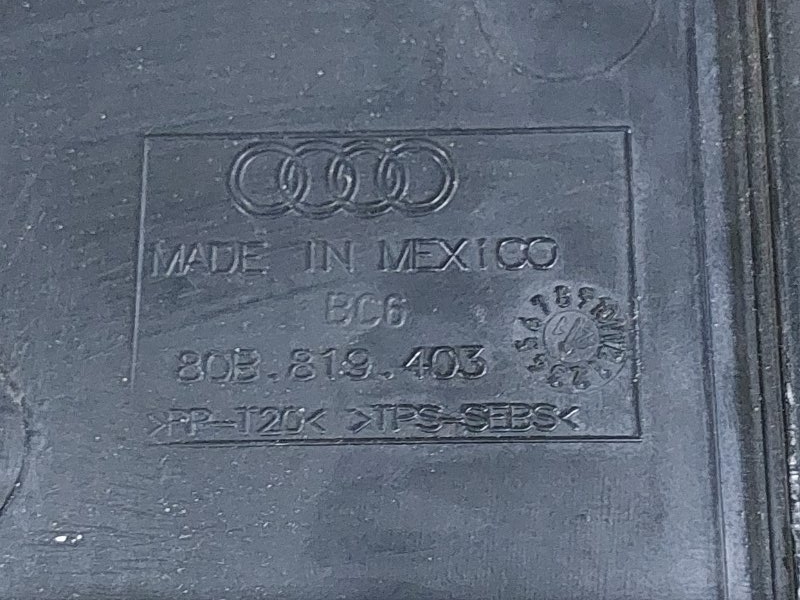 MADE IN MEXICO
BC6
80B.819.403
>PP-T20< >TPS-SEBS<